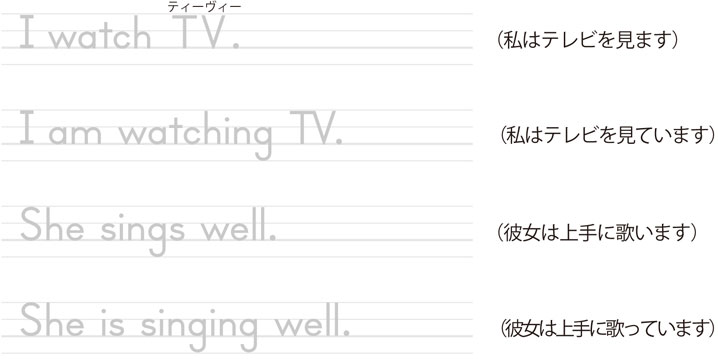 ティーヴィー
I watch TV. (私はテレビを見ます)
I am watching TV. (私はテレビを見ています)
She sings well. (彼女は上手に歌います)
She is singing well. (彼女は上手に歌っています)